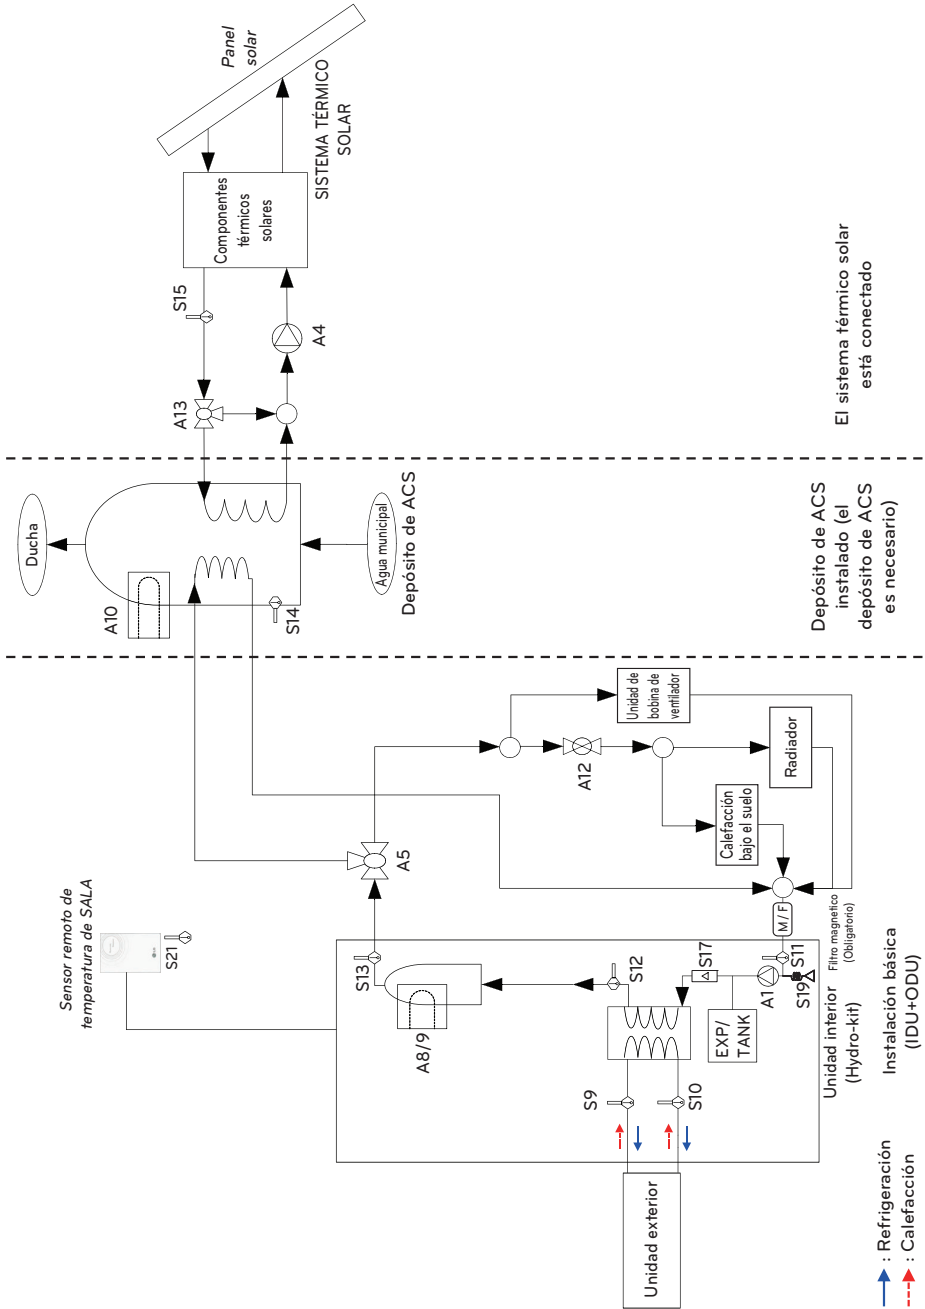 Sensor remoto de
temperatura de SALA
S21
Unidad exterior
S9
S10
A8/9
S13
S12
EXP/
TANK
S17
A1
S11
S19
Unidad interior
(Hydro-kit)
M / F
Filtro magnetico
(Obligatorio)
A5
A12
Unidad de
bobina de
ventilador
Radiador
Calefacción
bajo el suelo
Ducha
A10
S14
Agua municipal
Depósito de ACS
A13
S15
A4
Componentes
térmicos
solares
Panel
solar
SISTEMA TÉRMICO
SOLAR
Instalación básica
(IDU+ODU)
Depósito de ACS
instalado (el
depósito de ACS
es necesario)
El sistema térmico solar
está conectado
: Refrigeración
: Calefacción